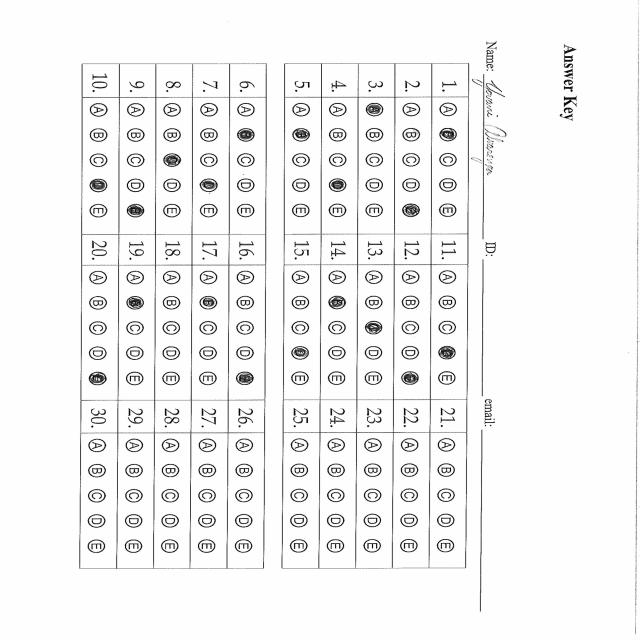 Answer Key
Name: ID: email:
1. A B C D E 11. A B C D E 21. A B C D E
2. A B C D E 12. A B C D E 22. A B C D E
3. A B C D E 13. A B C D E 23. A B C D E
4. A B C D E 14. A B C D E 24. A B C D E
5. A B C D E 15. A B C D E 25. A B C D E
6. A B C D E 16. A B C D E 26. A B C D E
7. A B C D E 17. A B C D E 27. A B C D E
8. A B C D E 18. A B C D E 28. A B C D E
9. A B C D E 19. A B C D E 29. A B C D E
10. A B C D E 20. A B C D E 30. A B C D E